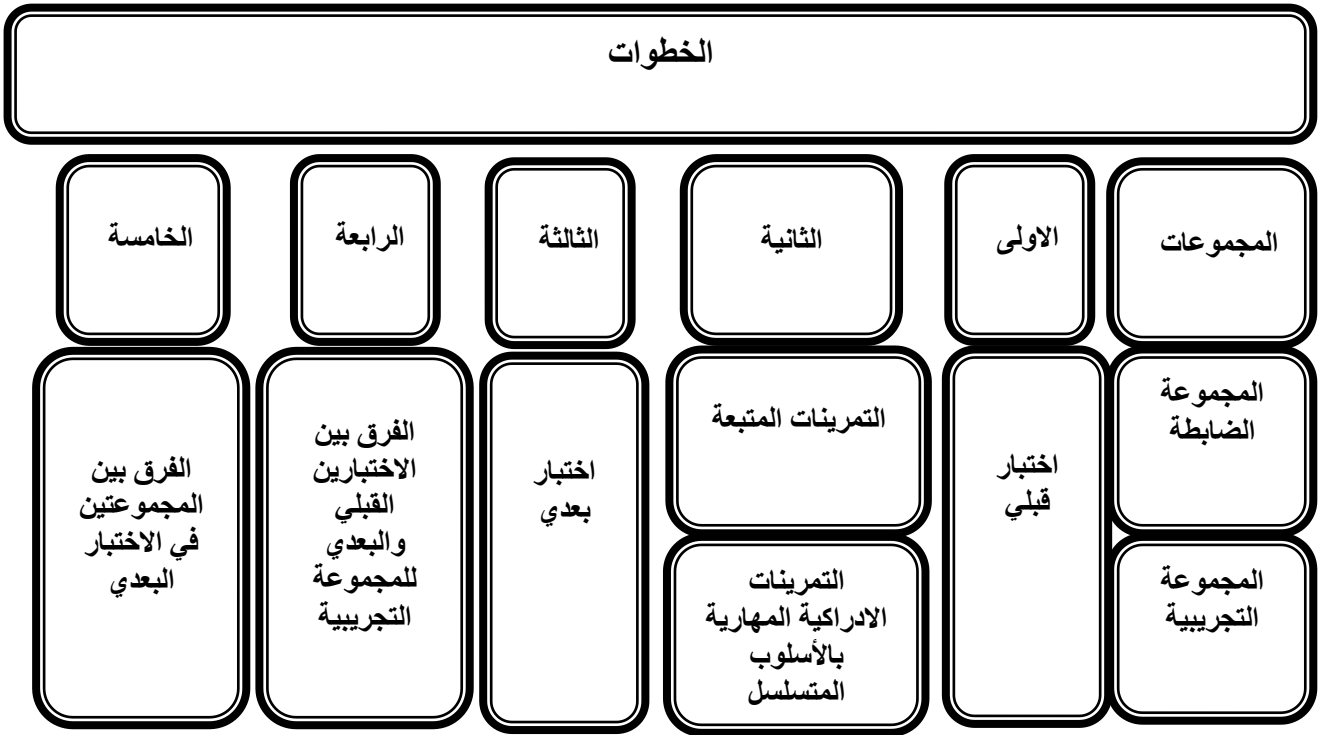 الخطوات
المجموعات
الاولى
الثانية
الثالثة
الرابعة
الخامسة
المجموعة
الضابطة
المجموعة
التجريبية
اختبار
قبلي
التمرينات المتبعة
التمرينات
الادراكية المهارية
بالأسلوب
المتسلسل
اختبار
بعدي
الفرق بين
الاختبارين
القبلي
والبعدي
للمجموعة
التجريبية
الفرق بين
المجموعتين
في الاختبار
البعدي